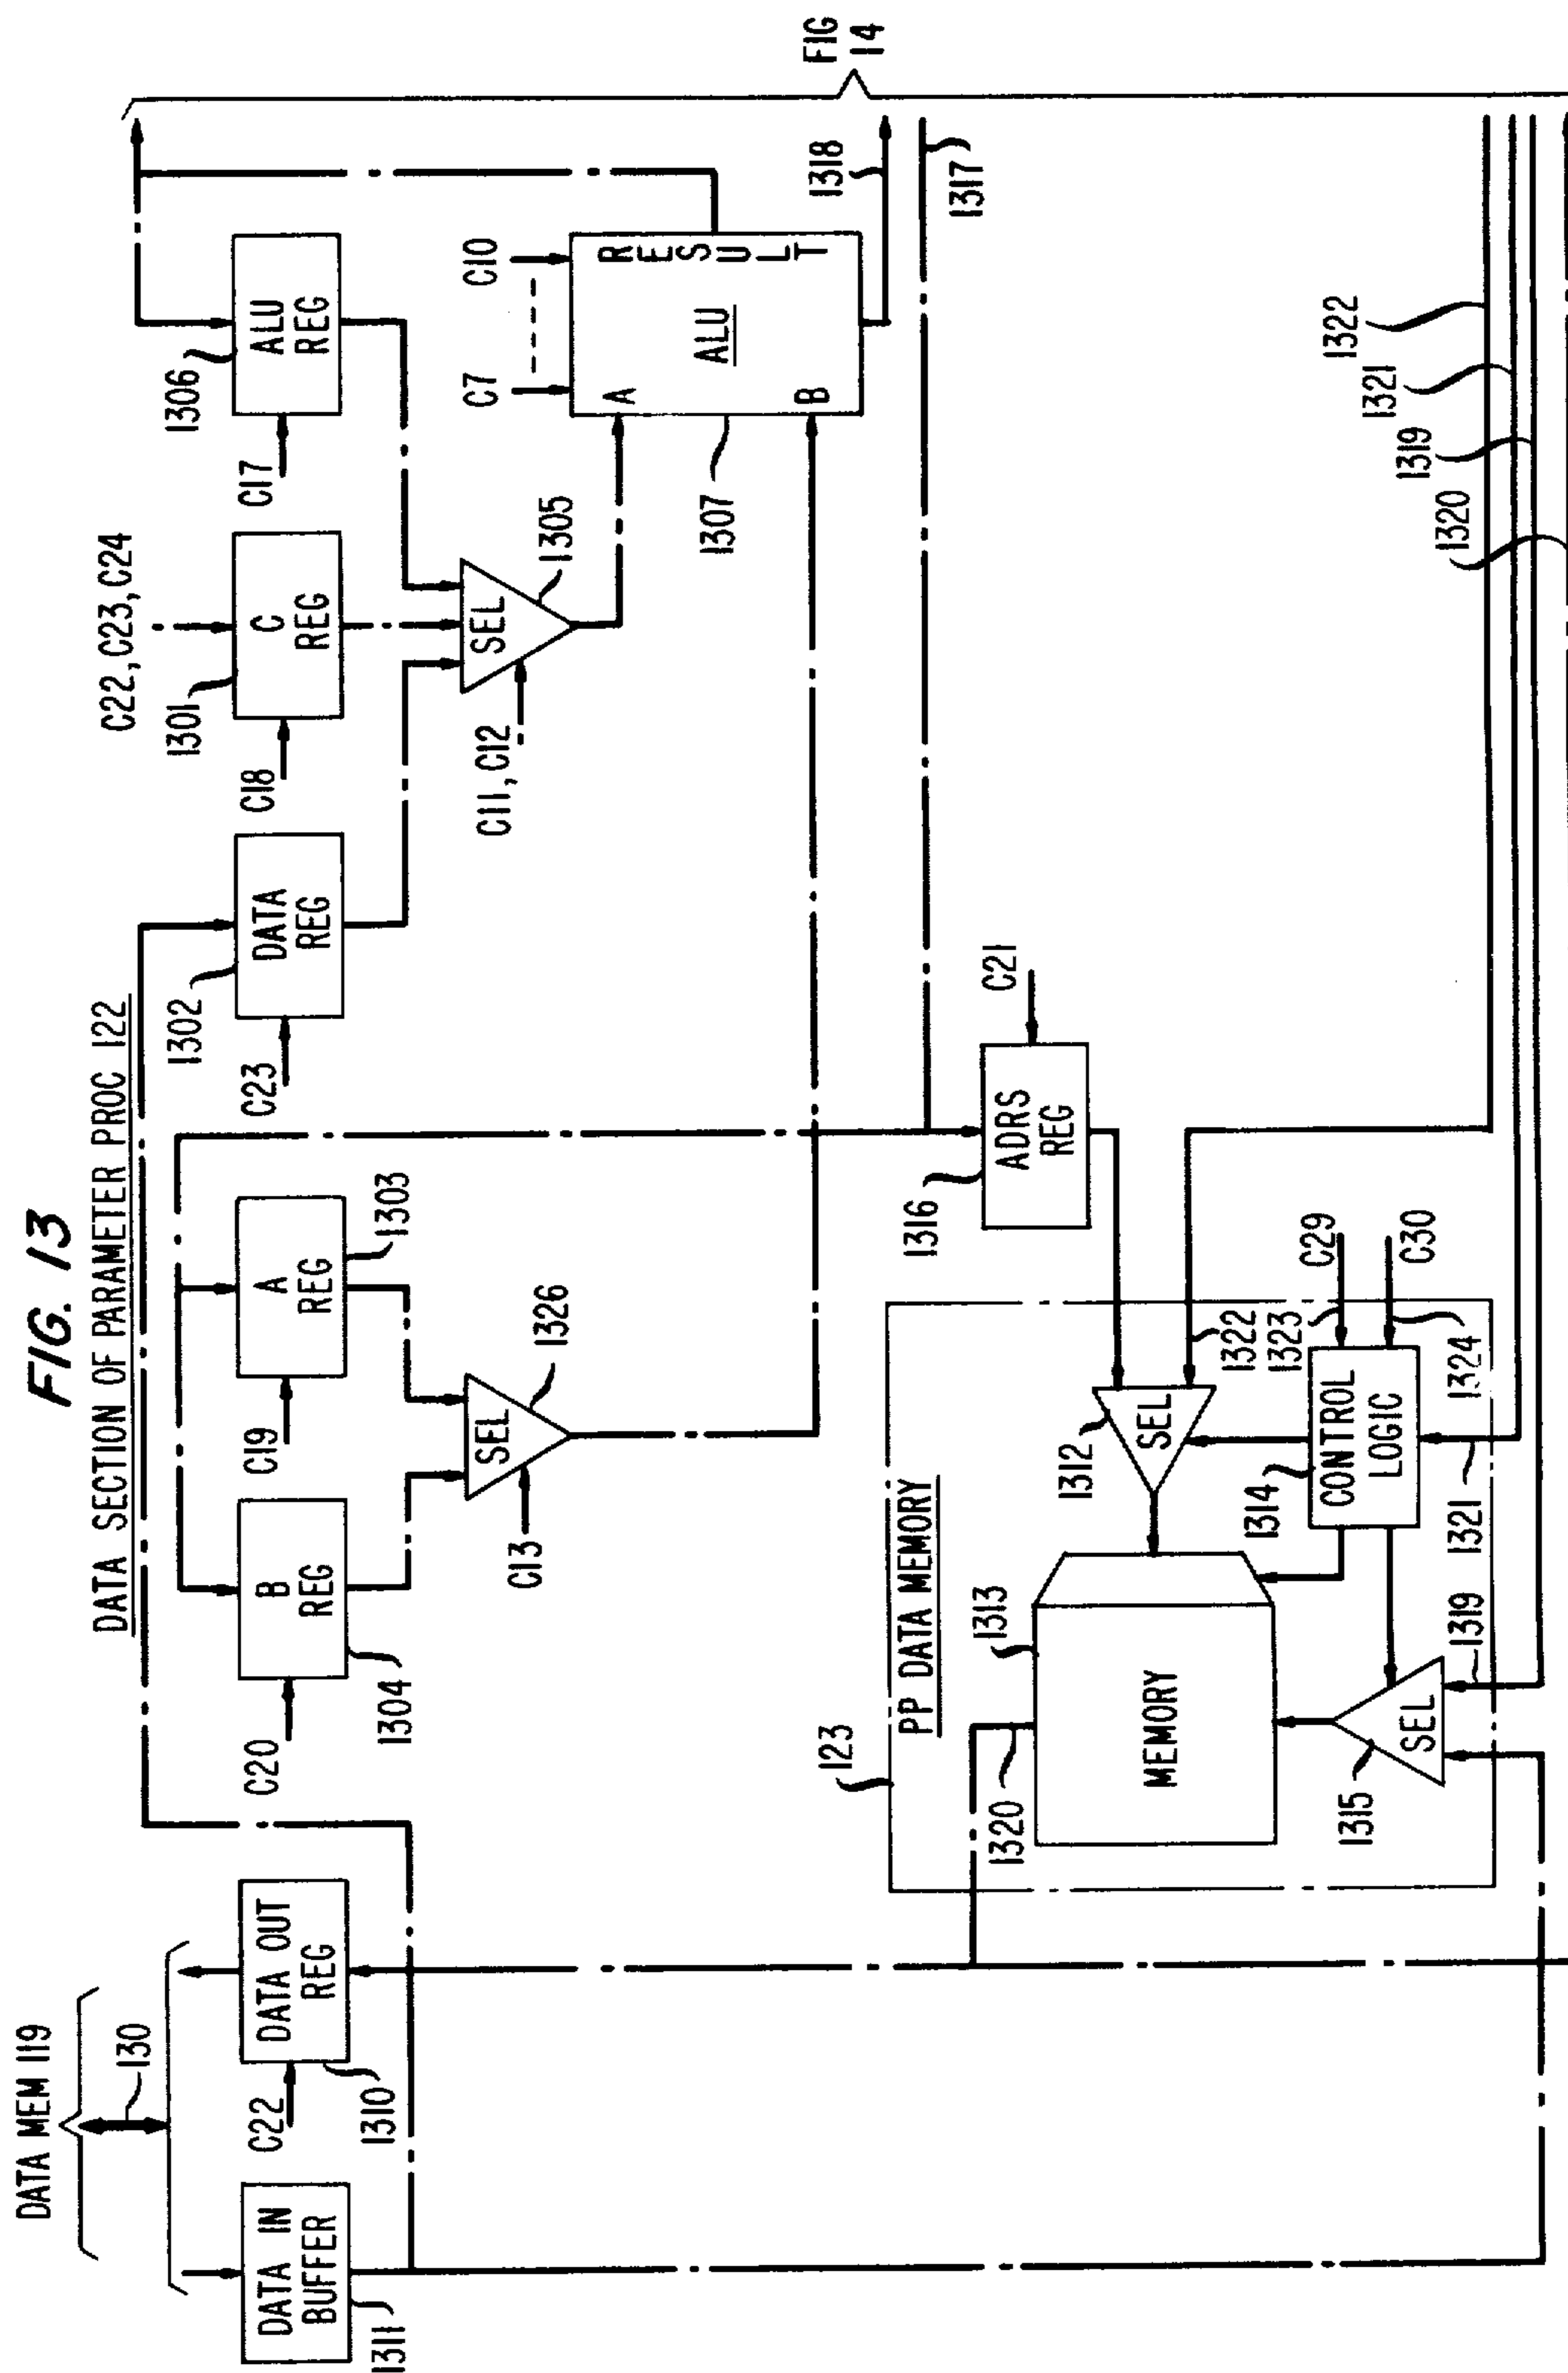 FIG. 13
DATA SECTION OF PARAMETER PROC 122
DATA MEM 119
130
DATA IN
BUFFER
1311
C22
DATA OUT
REG
1310
C20
B
REG
1304
C19
A
REG
1303
C13
SEL
1326
C23
DATA
REG
1302
C22, C23, C24
C18
C
REG
1301
C17
ALU
REG
1306
C11, C12
SEL
1305
C7
C10
A
B
ALU
RESULT
1307
1318
1317
FIG
14
C21
ADRS
REG
1316
123
PP DATA MEMORY
1320
MEMORY
1313
1312
SEL
1322
1323
C29
C30
1324
CONTROL
LOGIC
1314
1321
1315
SEL
1319
1320
1319
1321
1322